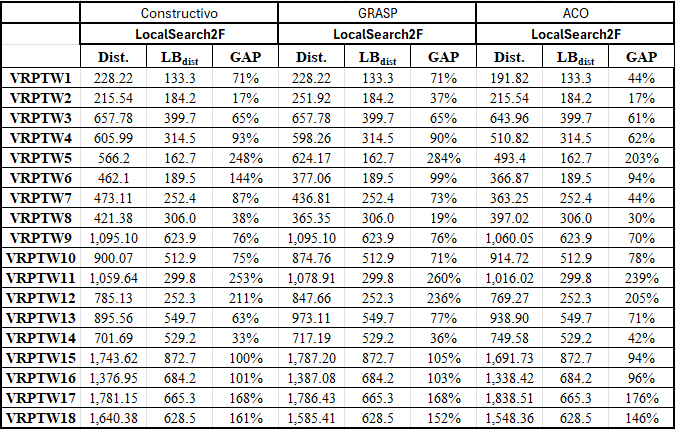 Constructivo GRASP ACO
LocalSearch2F LocalSearch2F LocalSearch2F
Dist. LBdist GAP Dist. LBdist GAP Dist. LBdist GAP
VRPTW1 228.22 133.3 71% 228.22 133.3 71% 191.82 133.3 44%
VRPTW2 215.54 184.2 17% 251.92 184.2 37% 215.54 184.2 17%
VRPTW3 657.78 399.7 65% 657.78 399.7 65% 643.96 399.7 61%
VRPTW4 605.99 314.5 93% 598.26 314.5 90% 510.82 314.5 62%
VRPTW5 566.2 162.7 248% 624.17 162.7 284% 493.4 162.7 203%
VRPTW6 462.1 189.5 144% 377.06 189.5 99% 366.87 189.5 94%
VRPTW7 473.11 252.4 87% 436.81 252.4 73% 363.25 252.4 44%
VRPTW8 421.38 306.0 38% 365.35 306.0 19% 397.02 306.0 30%
VRPTW9 1,095.10 623.9 76% 1,095.10 623.9 76% 1,060.05 623.9 70%
VRPTW10 900.07 512.9 75% 874.76 512.9 71% 914.72 512.9 78%
VRPTW11 1,059.64 299.8 253% 1,078.91 299.8 260% 1,016.02 299.8 239%
VRPTW12 785.13 252.3 211% 847.66 252.3 236% 769.27 252.3 205%
VRPTW13 895.56 549.7 63% 973.11 549.7 77% 938.90 549.7 71%
VRPTW14 701.69 529.2 33% 717.19 529.2 36% 749.58 529.2 42%
VRPTW15 1,743.62 872.7 100% 1,787.20 872.7 105% 1,691.73 872.7 94%
VRPTW16 1,376.95 684.2 101% 1,387.08 684.2 103% 1,338.42 684.2 96%
VRPTW17 1,781.15 665.3 168% 1,786.43 665.3 168% 1,838.51 665.3 176%
VRPTW18 1,640.38 628.5 161% 1,585.41 628.5 152% 1,548.36 628.5 146%